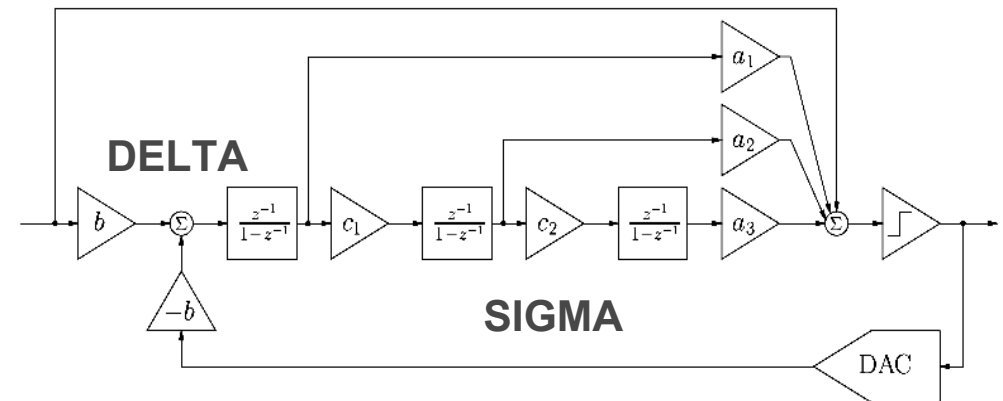 a₁
a₂
DELTA
b
Σ
z⁻¹
1−z⁻¹
c₁
z⁻¹
1−z⁻¹
c₂
z⁻¹
1−z⁻¹
a₃
Σ
−b
SIGMA
DAC